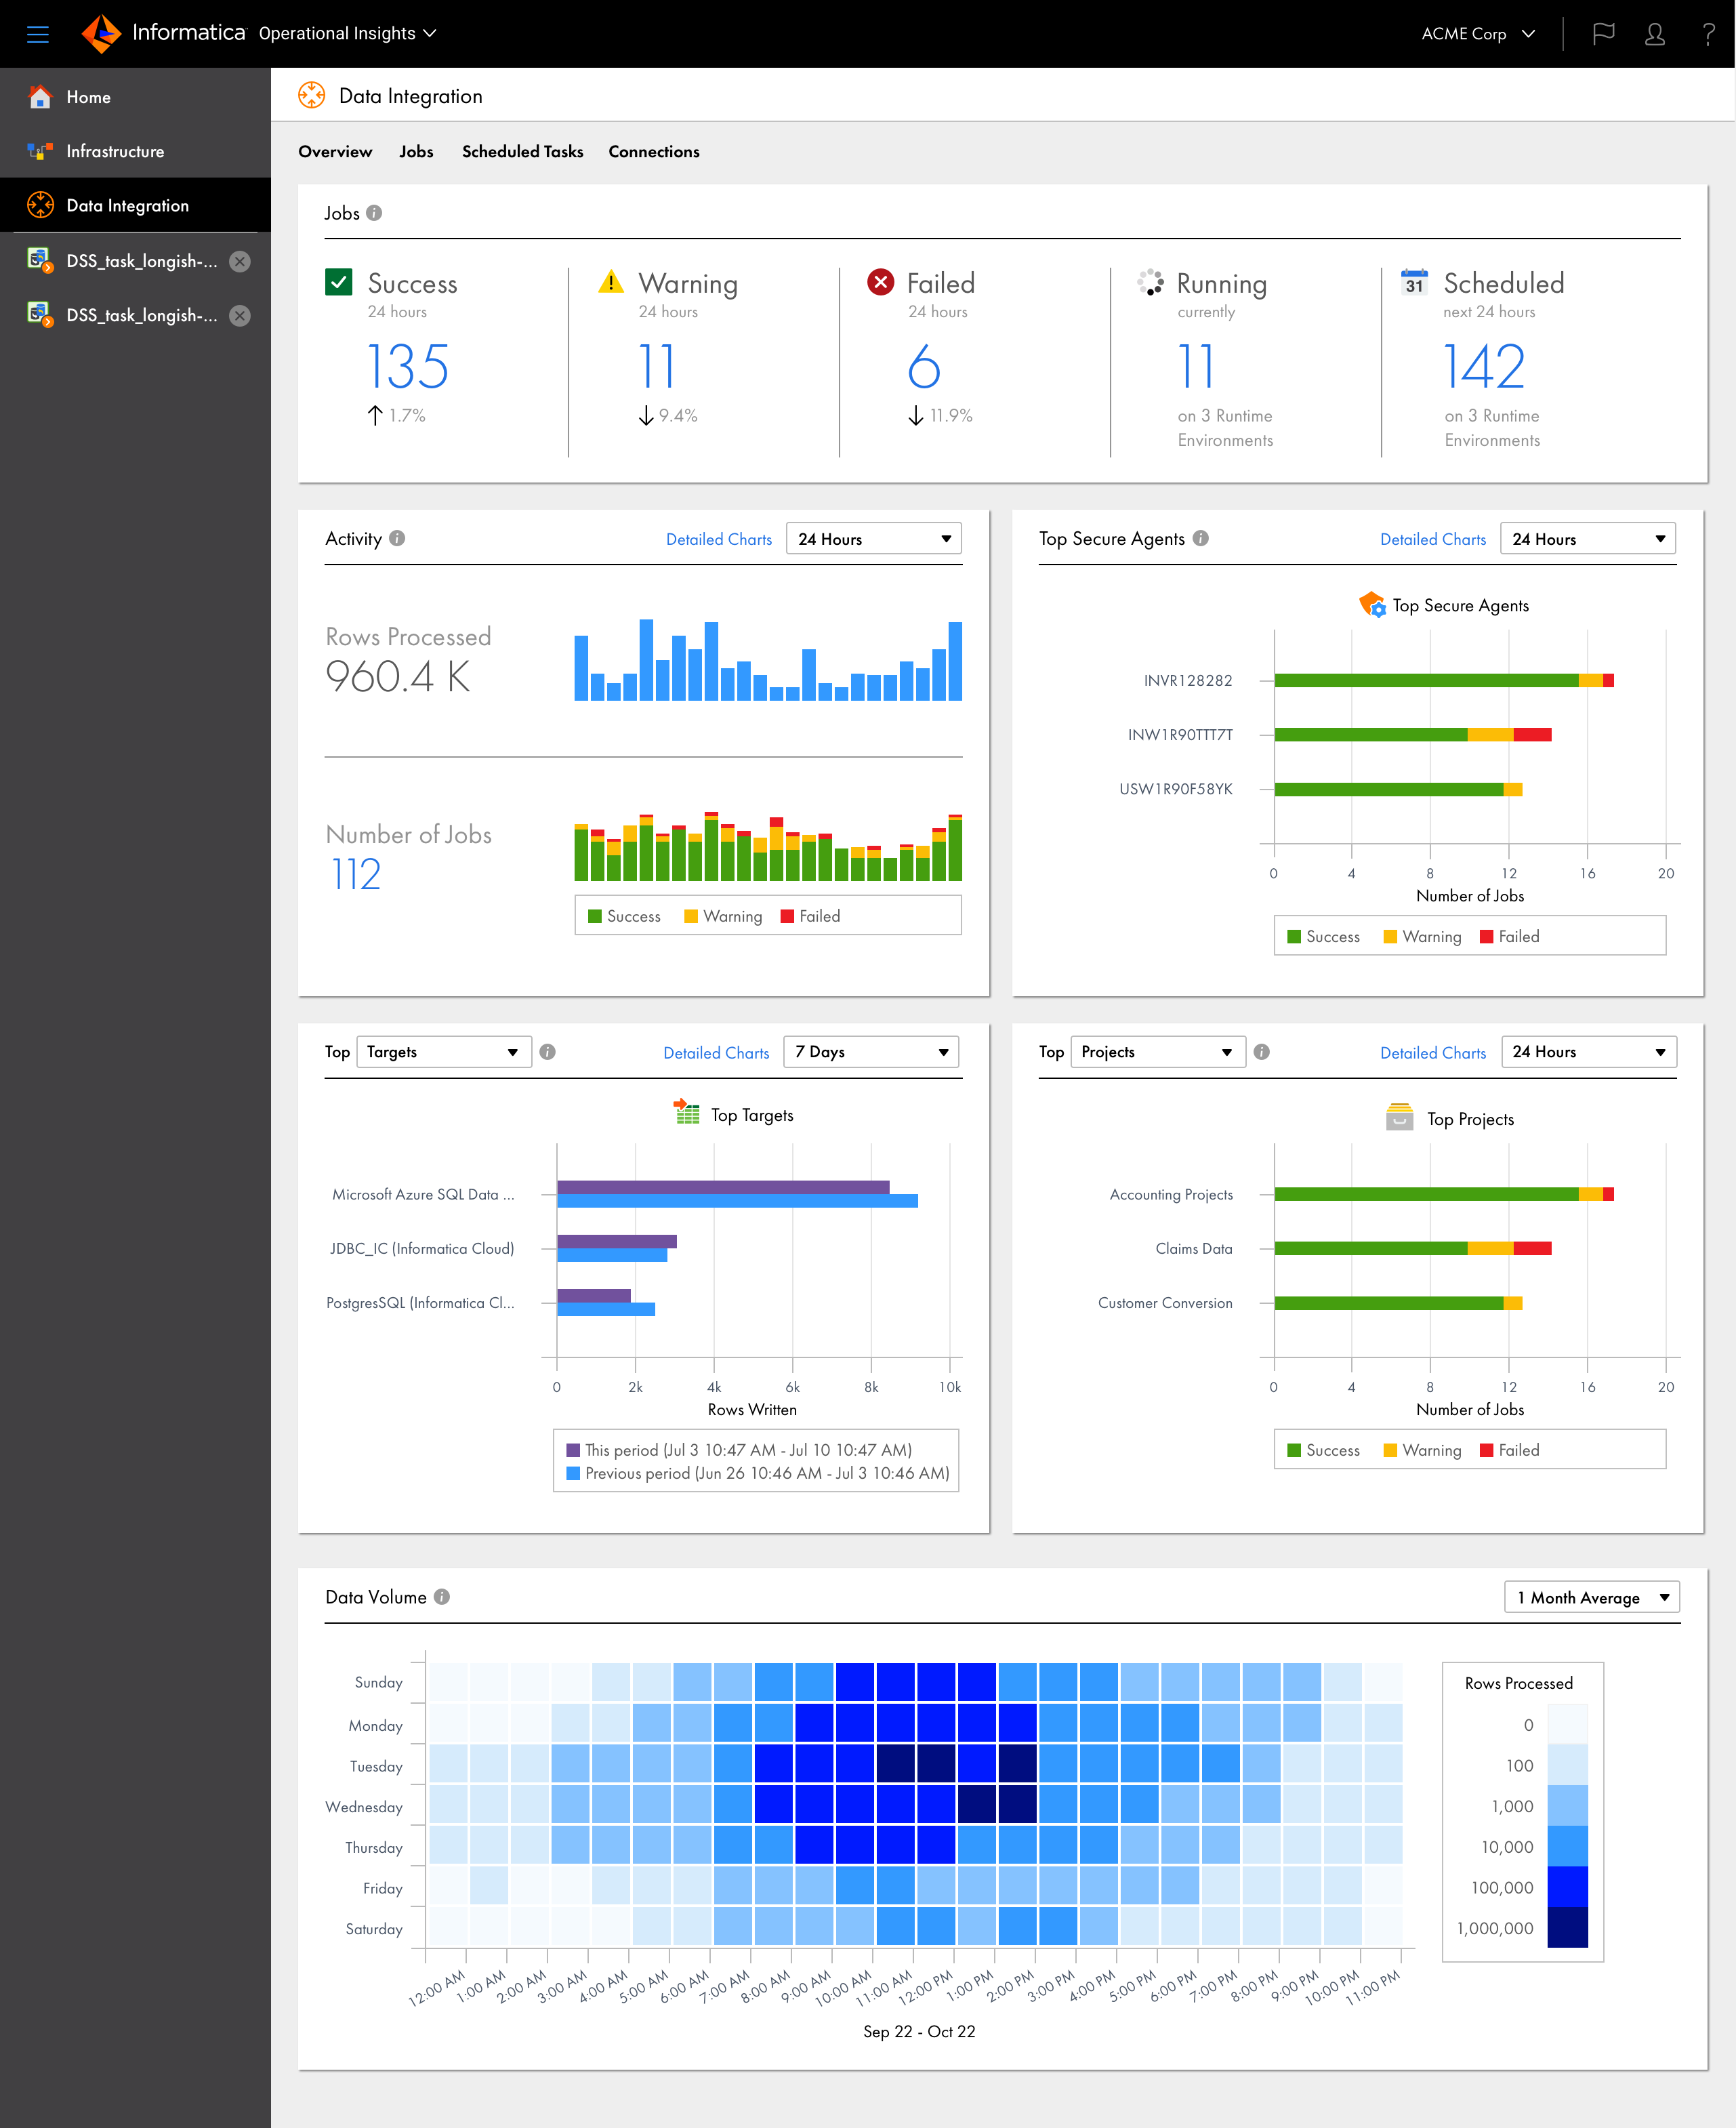 Informatica Operational Insights
ACME Corp
?
Home
Infrastructure
Data Integration
DSS_task_longish-...
DSS_task_longish-...
Data Integration
Overview Jobs Scheduled Tasks Connections
Jobs
Success
24 hours
135
1.7%
Warning
24 hours
11
9.4%
Failed
24 hours
6
11.9%
Running
currently
11
on 3 Runtime
Environments
31
Scheduled
next 24 hours
142
on 3 Runtime
Environments
Activity Detailed Charts 24 Hours
Rows Processed
960.4 K
Number of Jobs
112
Success Warning Failed
Top Secure Agents Detailed Charts 24 Hours
Top Secure Agents
INVR128282
INW1R90TTT7T
USW1R90F58YK
0 4 8 12 16 20
Number of Jobs
Success Warning Failed
Top Targets Detailed Charts 7 Days
Top Targets
Microsoft Azure SQL Data ...
JDBC_IC (Informatica Cloud)
PostgresSQL (Informatica Cl...
0 2k 4k 6k 8k 10k
Rows Written
This period (Jul 3 10:47 AM - Jul 10 10:47 AM)
Previous period (Jun 26 10:46 AM - Jul 3 10:46 AM)
Top Projects Detailed Charts 24 Hours
Top Projects
Accounting Projects
Claims Data
Customer Conversion
0 4 8 12 16 20
Number of Jobs
Success Warning Failed
Data Volume 1 Month Average
Sunday
Monday
Tuesday
Wednesday
Thursday
Friday
Saturday
12:00 AM 1:00 AM 2:00 AM 3:00 AM 4:00 AM 5:00 AM 6:00 AM 7:00 AM 8:00 AM 9:00 AM 10:00 AM 11:00 AM 12:00 PM 1:00 PM 2:00 PM 3:00 PM 4:00 PM 5:00 PM 6:00 PM 7:00 PM 8:00 PM 9:00 PM 10:00 PM 11:00 PM
Sep 22 - Oct 22
Rows Processed
0
100
1,000
10,000
100,000
1,000,000